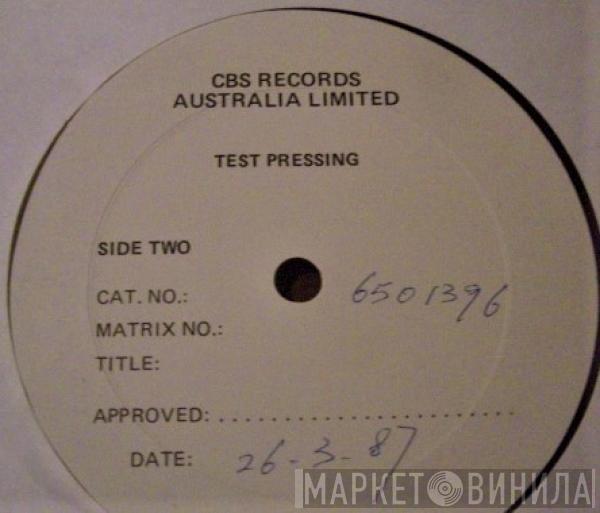 CBS RECORDS
AUSTRALIA LIMITED
TEST PRESSING
SIDE TWO
CAT. NO.: 6501396
MATRIX NO.:
TITLE:
APPROVED: . . . . . . . . . . . . . . . . . . . . . . . .
DATE: 26-3-87
МАРКЕТ ВИНИЛА